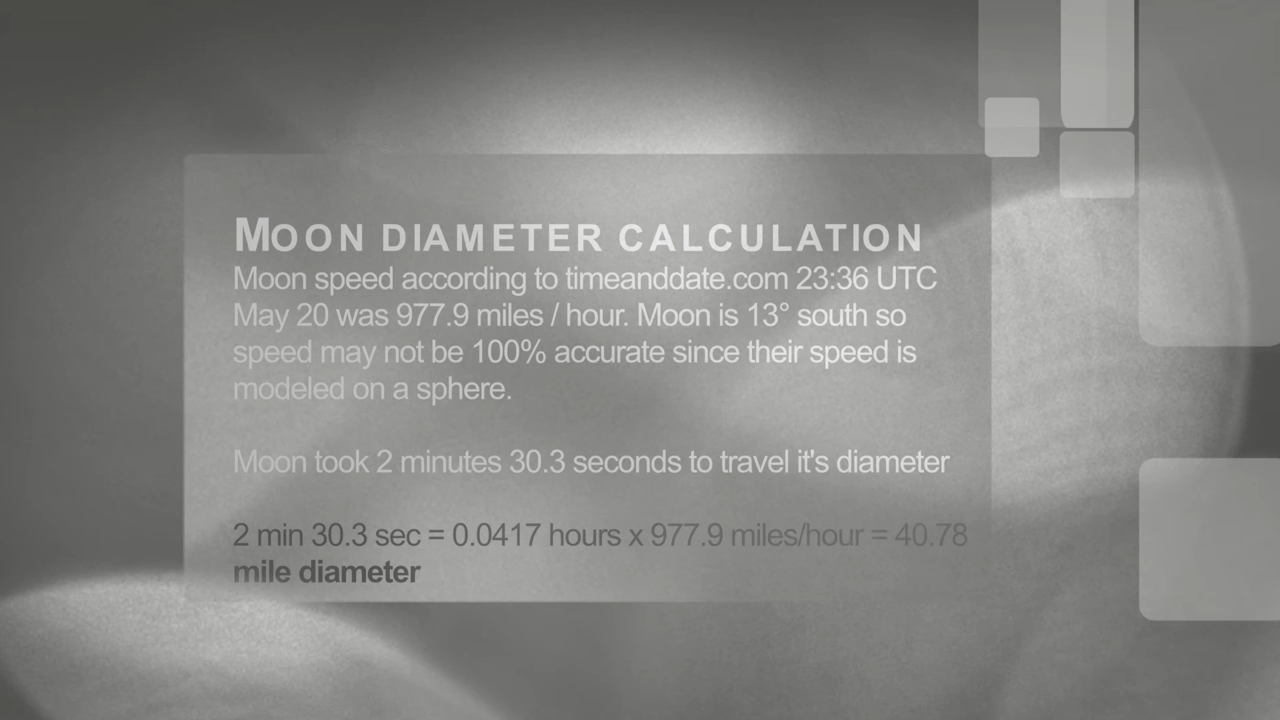 MOON DIAMETER CALCULATION
Moon speed according to timeanddate.com 23:36 UTC
May 20 was 977.9 miles / hour. Moon is 13° south so
speed may not be 100% accurate since their speed is
modeled on a sphere.
Moon took 2 minutes 30.3 seconds to travel it's diameter
2 min 30.3 sec = 0.0417 hours x 977.9 miles/hour = 40.78
mile diameter